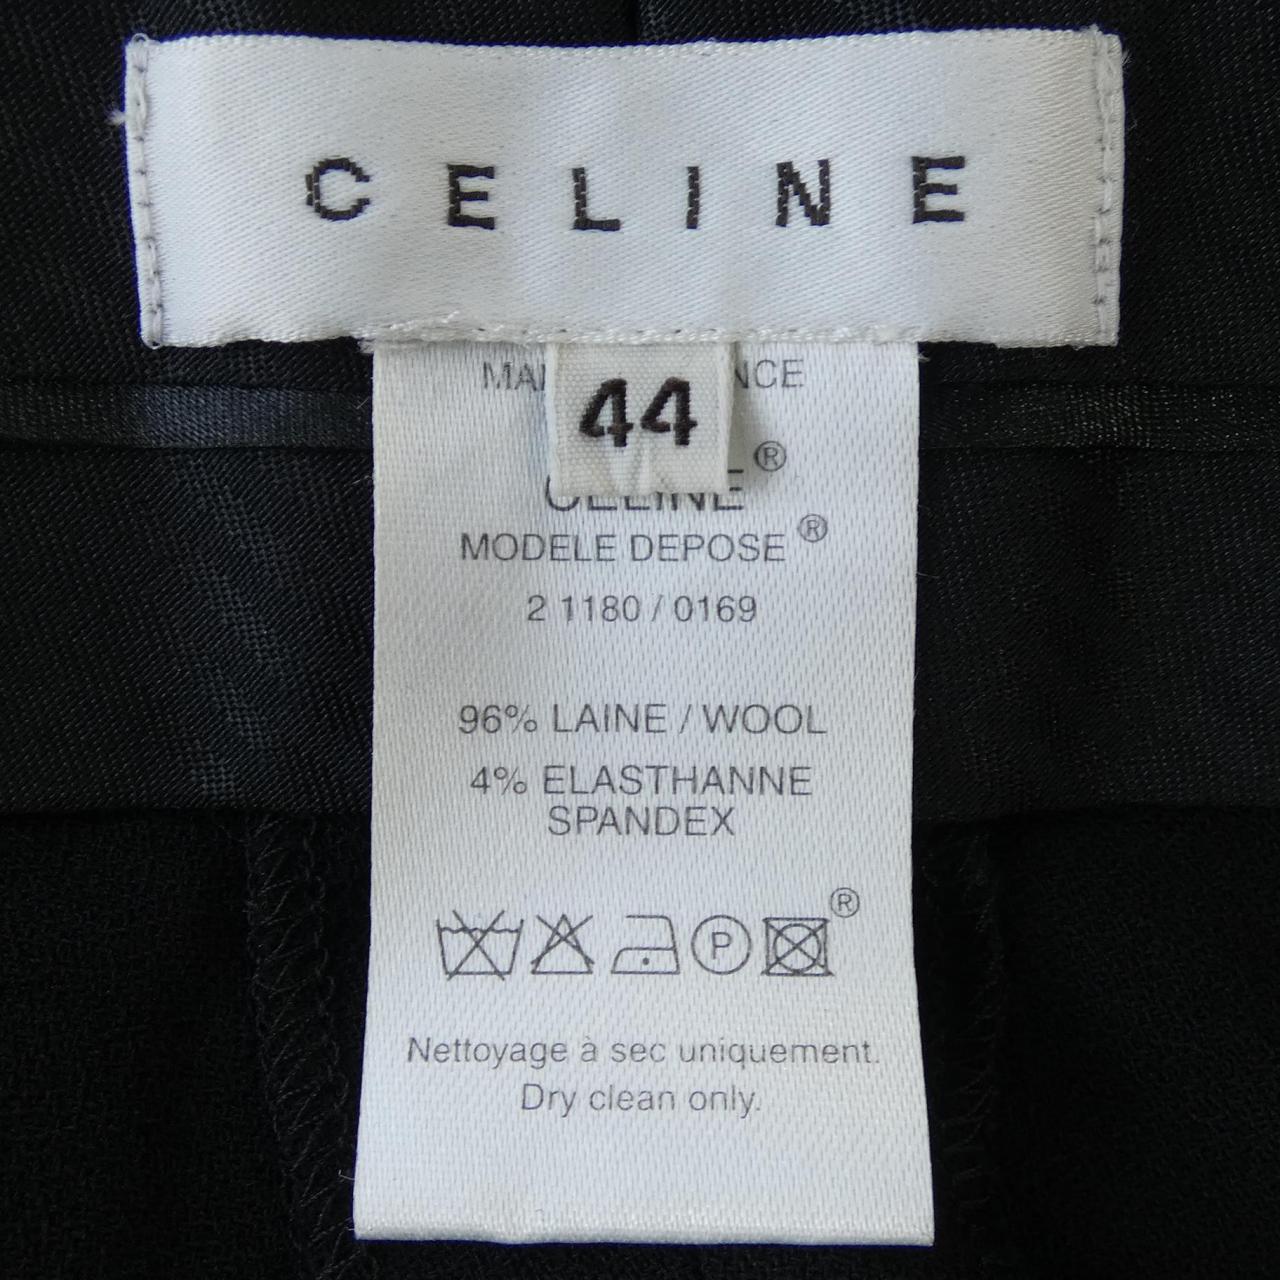 CELINE
44
CELINE®
MODELE DEPOSE®
2 1180 / 0169
96% LAINE / WOOL
4% ELASTHANNE
SPANDEX
P
®
Nettoyage à sec uniquement.
Dry clean only.